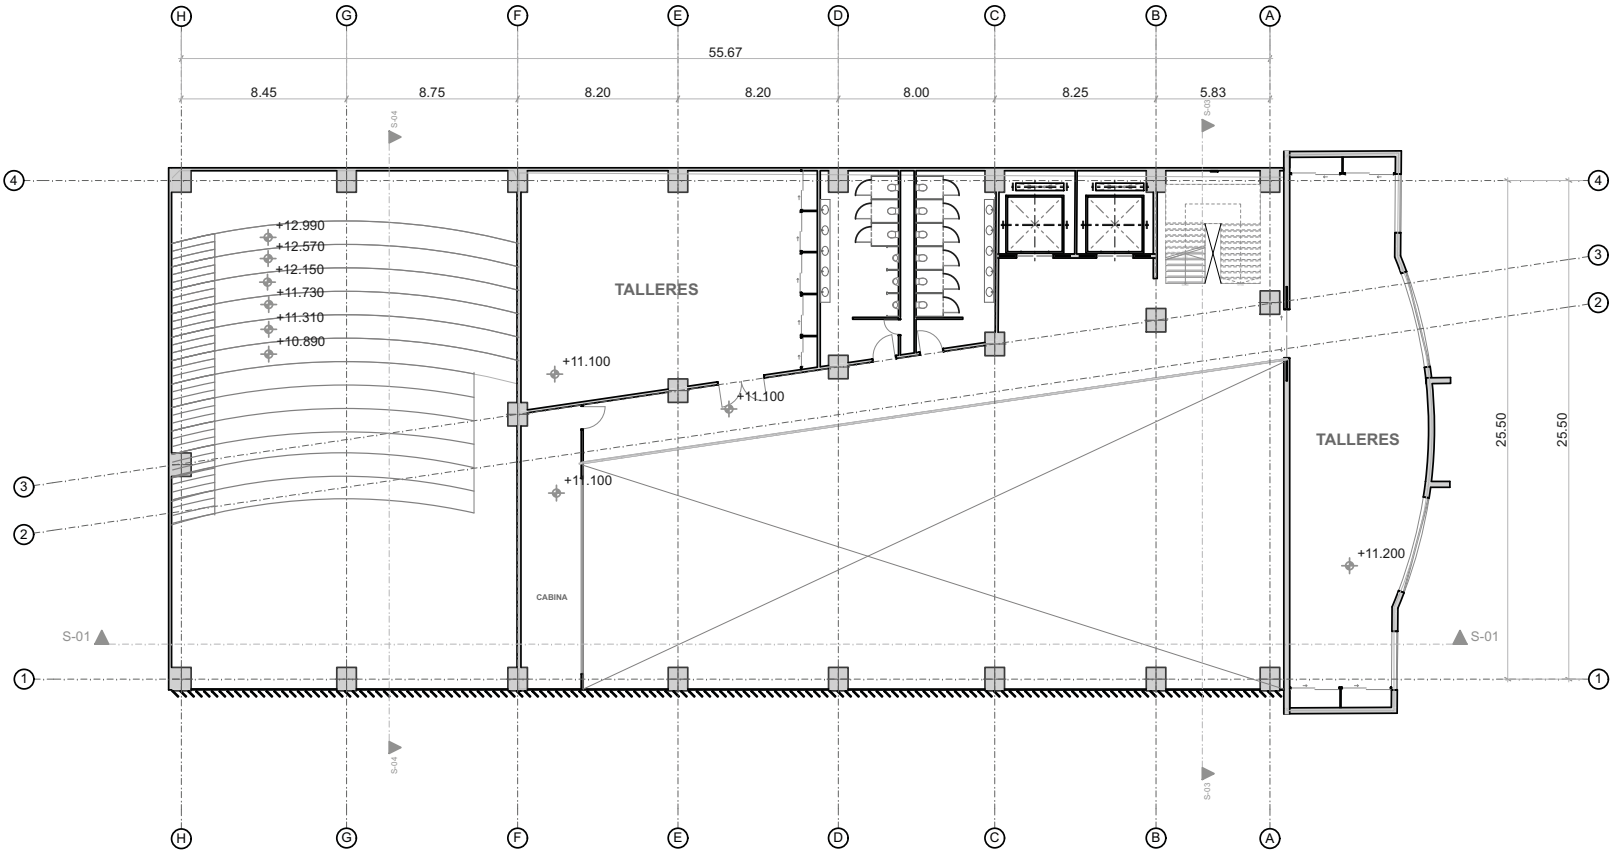 H G F E D C B A
55.67
8.45 8.75 8.20 8.20 8.00 8.25 5.83
S-04 S-03
4 4
+12.990
+12.570
+12.150
+11.730
+11.310
+10.890
TALLERES
3
2
+11.100
+11.100
TALLERES
25.50 25.50
3
+11.100
2
+11.200
CABINA
S-01 S-01
1 1
S-04 S-03
H G F E D C B A